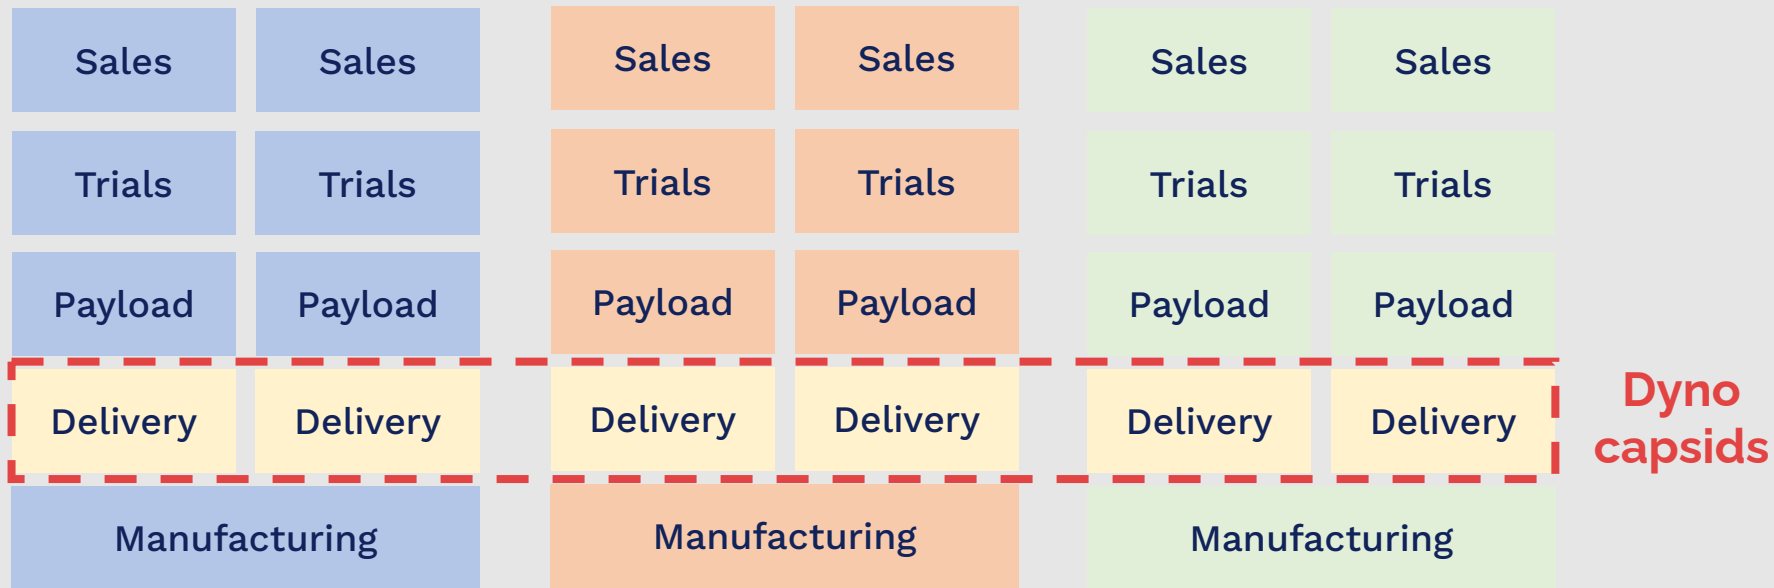 Sales Sales Sales Sales Sales Sales
Trials Trials Trials Trials Trials Trials
Payload Payload Payload Payload Payload Payload
Delivery Delivery Delivery Delivery Delivery Delivery
Dyno
capsids
Manufacturing Manufacturing Manufacturing